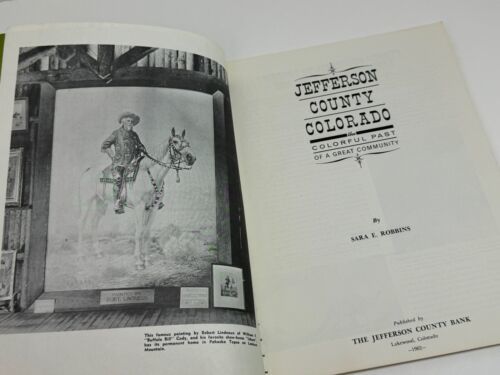 This famous painting by Robert Lindneux of William F.
"Buffalo Bill" Cody, and his favorite show-horse
has its permanent home in Pahaska Tepee on Lookout
Mountain.
JEFFERSON
COUNTY
COLORADO
the
COLORFUL PAST
OF A GREAT COMMUNITY
By
SARA E. ROBBINS
Published by
THE JEFFERSON COUNTY BANK
Lakewood, Colorado
—1962—